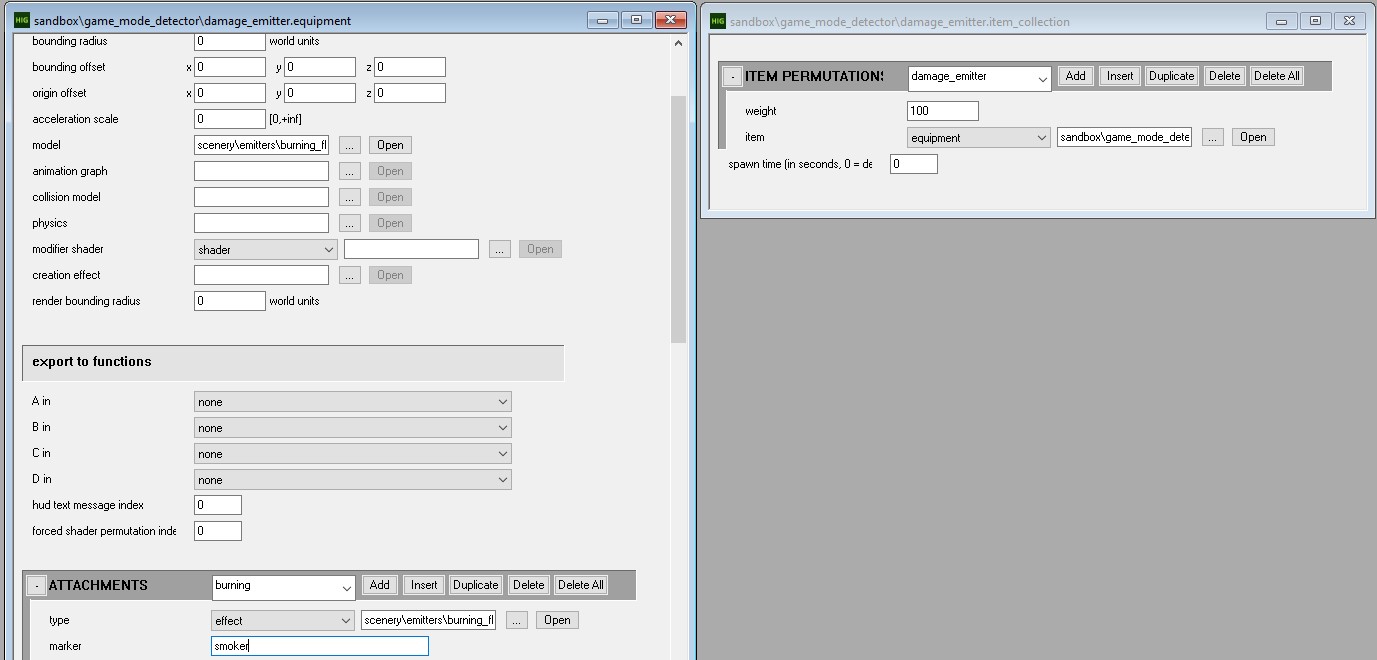 HIG sandbox\game_mode_detector\damage_emitter.equipment
bounding radius 0 world units
bounding offset x 0 y 0 z 0
origin offset x 0 y 0 z 0
acceleration scale 0 [0,+inf]
model scenery\emitters\burning_fl ... Open
animation graph ... Open
collision model ... Open
physics ... Open
modifier shader shader ... Open
creation effect ... Open
render bounding radius 0 world units
export to functions
A in none
B in none
C in none
D in none
hud text message index 0
forced shader permutation inde 0
- ATTACHMENTS burning Add Insert Duplicate Delete Delete All
type effect scenery\emitters\burning_fl ... Open
marker smoker
HIG sandbox\game_mode_detector\damage_emitter.item_collection
- ITEM PERMUTATIONS damage_emitter Add Insert Duplicate Delete Delete All
weight 100
item equipment sandbox\game_mode_dete ... Open
spawn time (in seconds, 0 = de 0